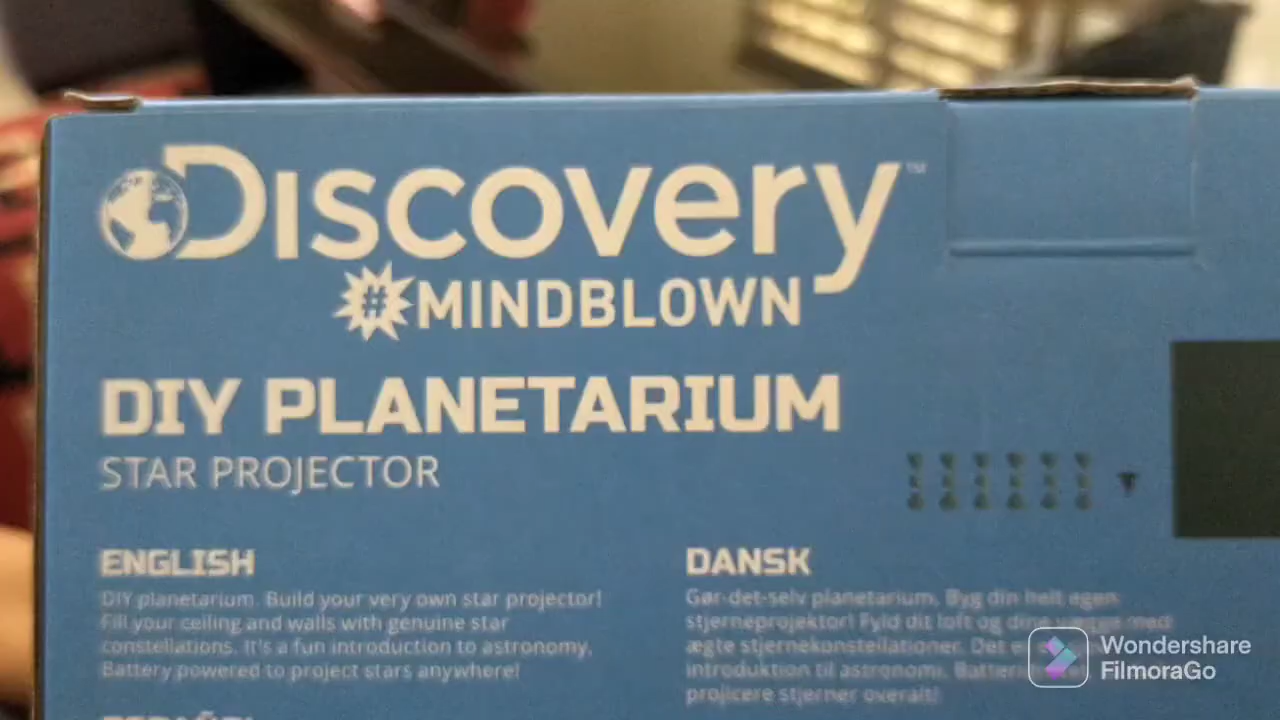 Discovery™
#MINDBLOWN
DIY PLANETARIUM
STAR PROJECTOR
ENGLISH
DIY planetarium. Build your very own star projector!
Fill your ceiling and walls with genuine star
constellations. It's a fun introduction to astronomy.
Battery powered to project stars anywhere!
DANSK
Gør-det-selv planetarium. Byg din helt egen
stjerneprojektor! Fyld dit loft og dine vægge med
ægte stjernekonstellationer. Det e
introduktion til astronomi. Batteri
projicere stjerner overalt!
ESPAÑOL
Wondershare
FilmoraGo